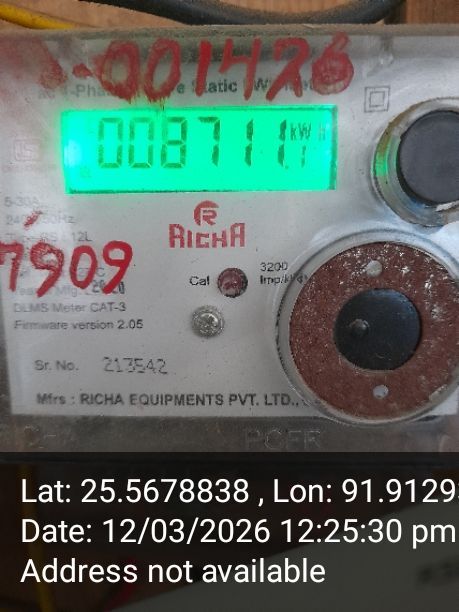 -001426
Static
008711.1 kWh
RICHA
7909
Cal
3200
DLMS Meter CAT-3
Firmware version 2.05
Sr. No. 213542
Mfrs : RICHA EQUIPMENTS PVT. LTD.,
Lat: 25.5678838 , Lon: 91.9129
Date: 12/03/2026 12:25:30 pm
Address not available